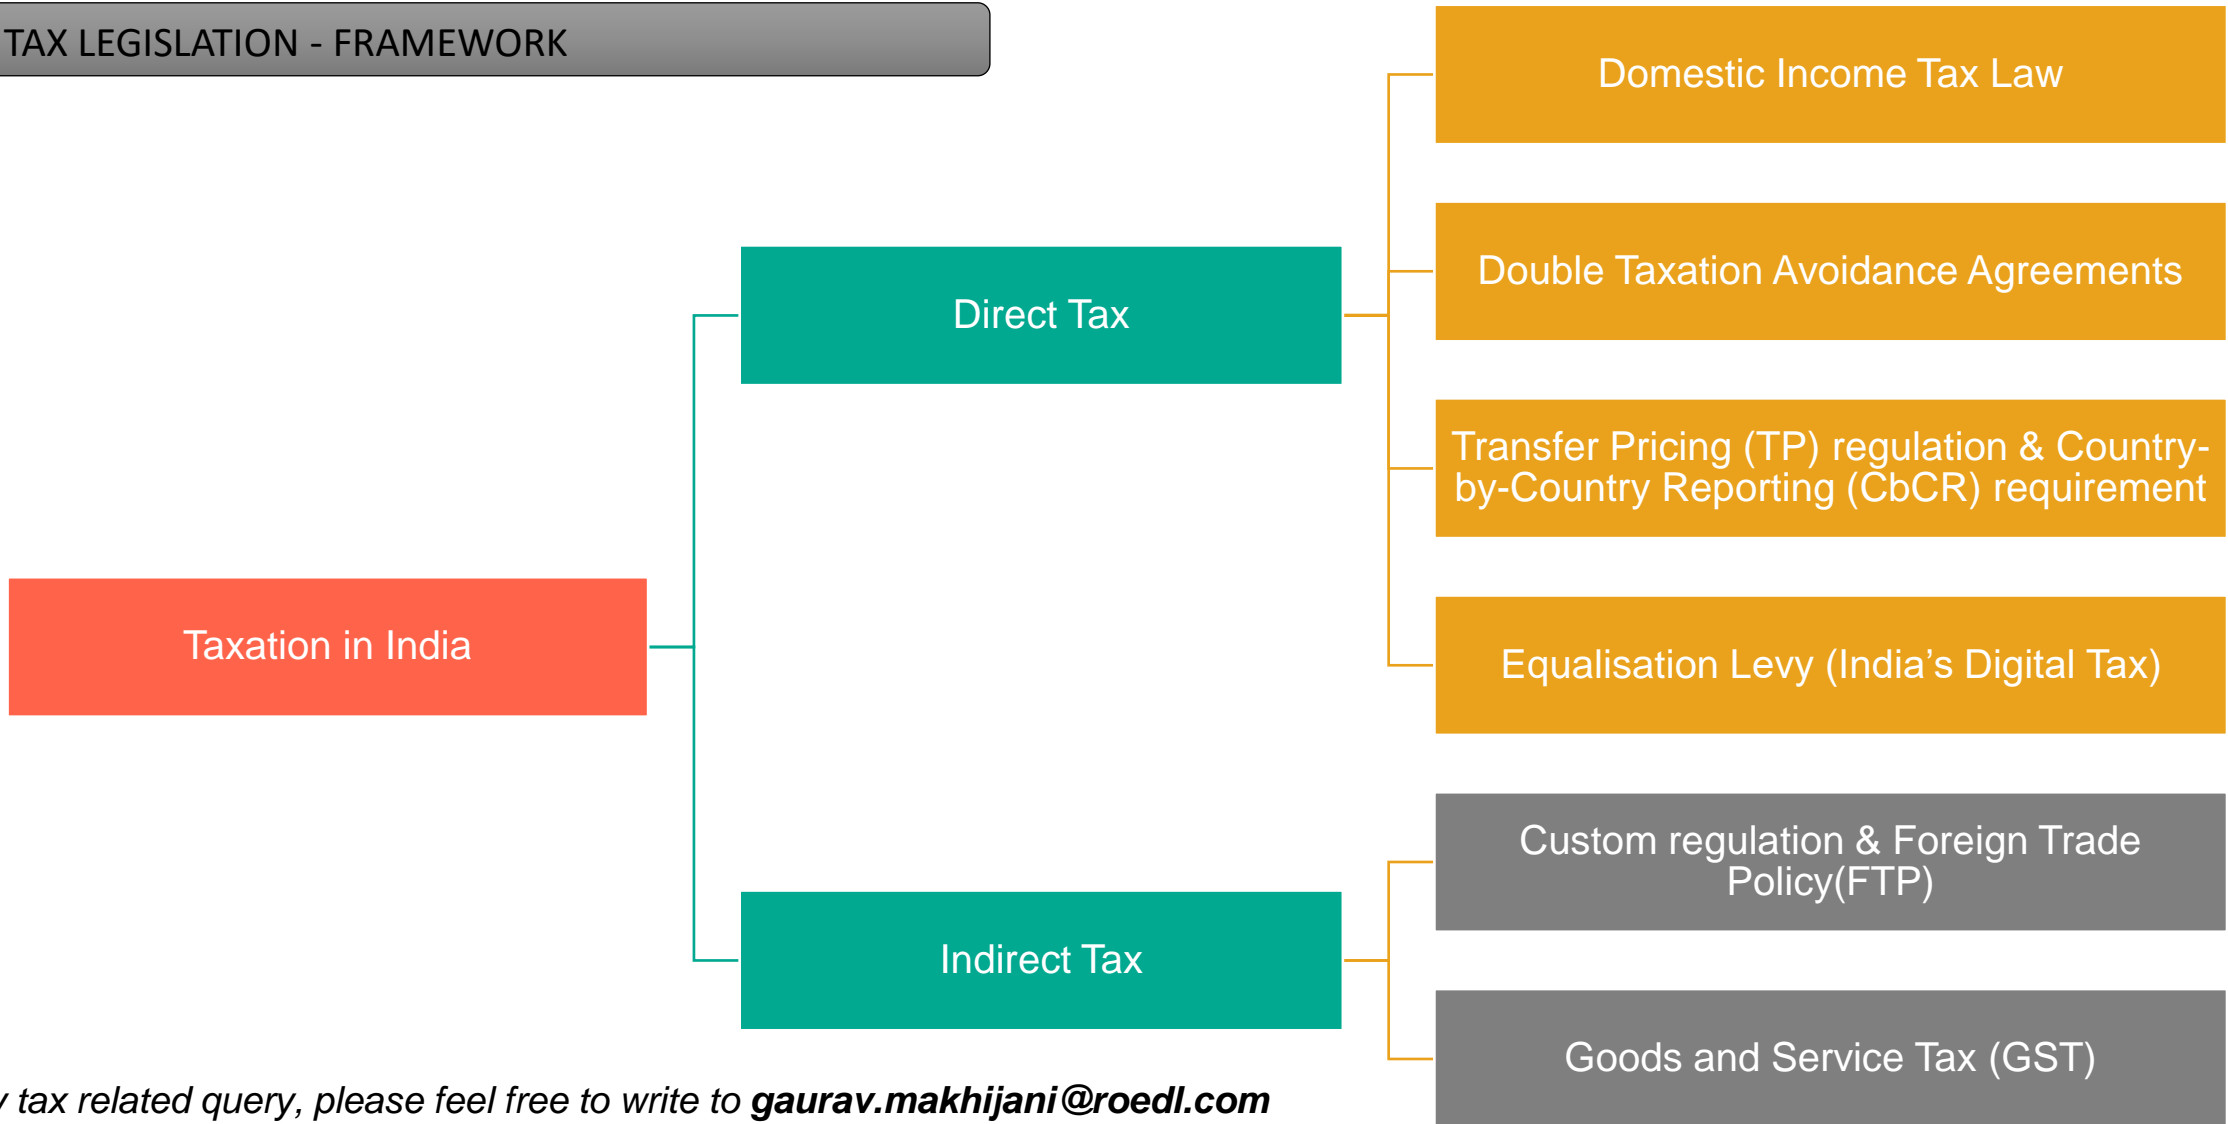 TAX LEGISLATION - FRAMEWORK
Domestic Income Tax Law
Double Taxation Avoidance Agreements
Direct Tax
Transfer Pricing (TP) regulation & Country-
by-Country Reporting (CbCR) requirement
Taxation in India
Equalisation Levy (India’s Digital Tax)
Custom regulation & Foreign Trade
Policy(FTP)
Indirect Tax
Goods and Service Tax (GST)
tax related query, please feel free to write to gaurav.makhijani@roedl.com